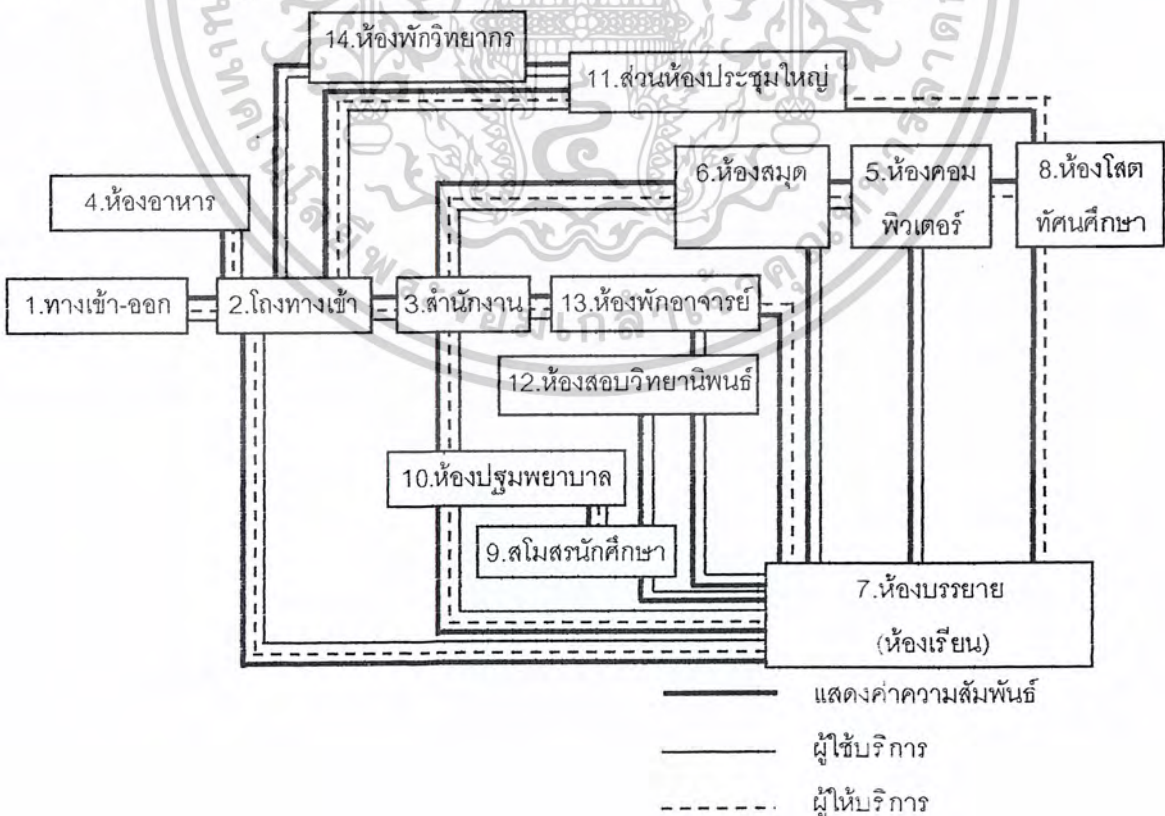 14.ห้องพักวิทยากร
11.ส่วนห้องประชุมใหญ่
6.ห้องสมุด
5.ห้องคอม
พิวเตอร์
8.ห้องโสต
ทัศนศึกษา
4.ห้องอาหาร
1.ทางเข้า-ออก
2.โถงทางเข้า
3.สำนักงาน
13.ห้องพักอาจารย์
12.ห้องสอบวิทยานิพนธ์
10.ห้องปฐมพยาบาล
9.สโมสรนักศึกษา
7.ห้องบรรยาย
(ห้องเรียน)
แสดงค่าความสัมพันธ์
ผู้ใช้บริการ
ผู้ให้บริการ